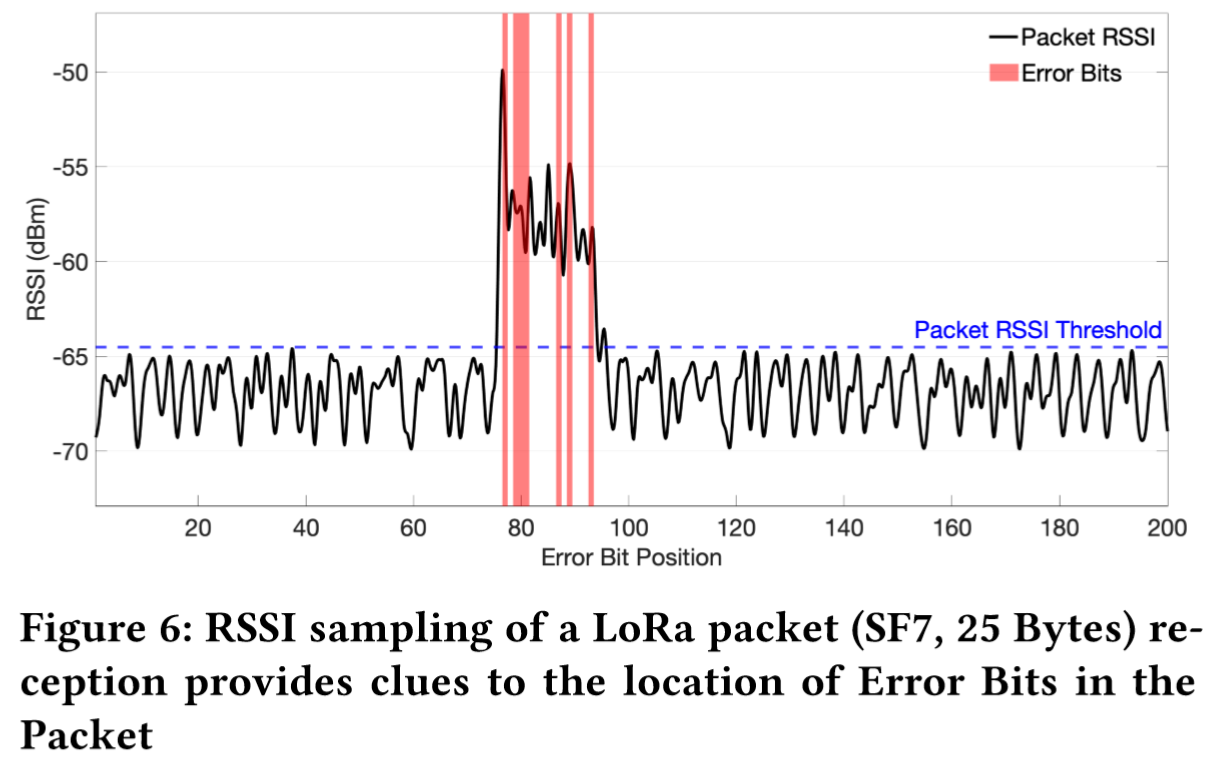 Packet RSSI
Error Bits
-50
-55
-60
-65
-70
RSSI (dBm)
Packet RSSI Threshold
20 40 60 80 100 120 140 160 180 200
Error Bit Position
Figure 6: RSSI sampling of a LoRa packet (SF7, 25 Bytes) re-
ception provides clues to the location of Error Bits in the
Packet